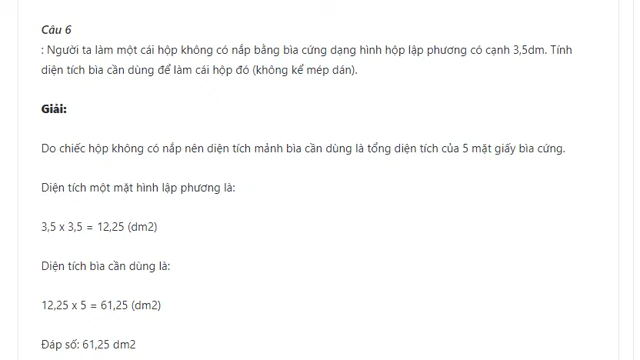 Câu 6
: Người ta làm một cái hộp không có nắp bằng bìa cứng dạng hình hộp lập phương có cạnh 3,5dm. Tính
diện tích bìa cần dùng để làm cái hộp đó (không kể mép dán).
Giải:
Do chiếc hộp không có nắp nên diện tích mảnh bìa cần dùng là tổng diện tích của 5 mặt giấy bìa cứng.
Diện tích một mặt hình lập phương là:
3,5 x 3,5 = 12,25 (dm2)
Diện tích bìa cần dùng là:
12,25 x 5 = 61,25 (dm2)
Đáp số: 61,25 dm2